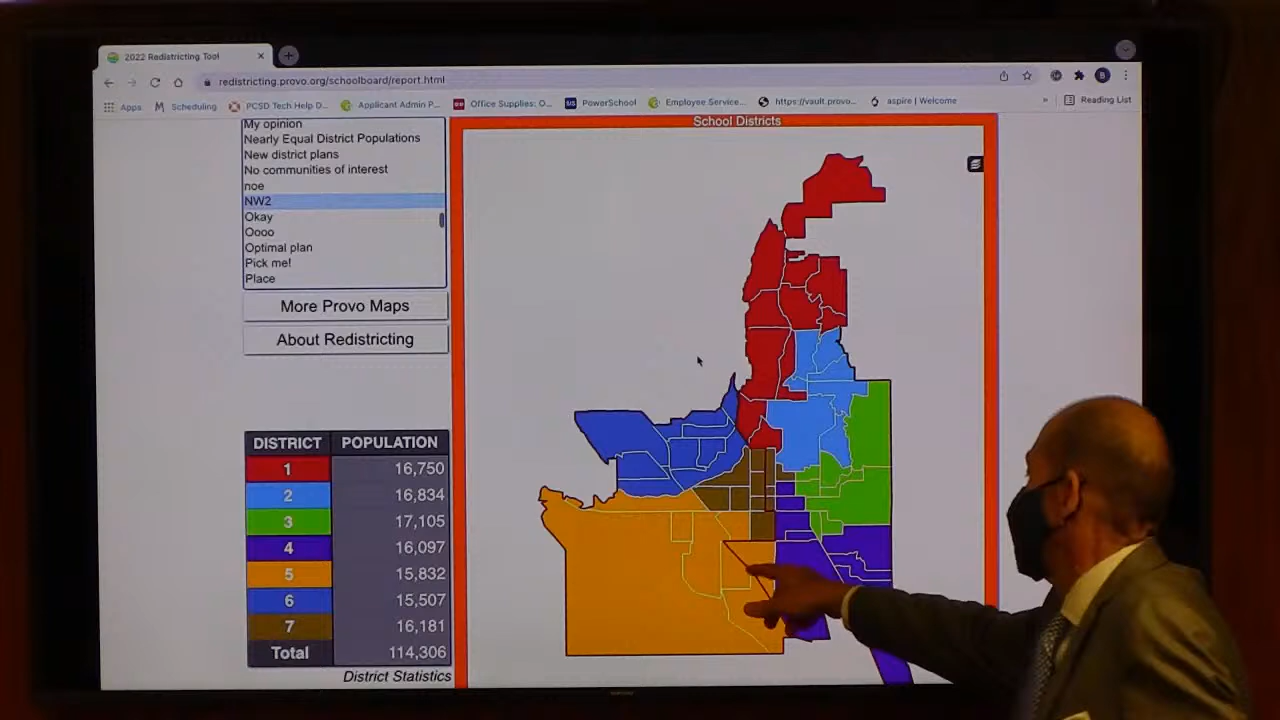 2022 Redistricting Tool
redistricting.provo.org/schoolboard/report.html
B
Apps
Scheduling
PCSD Tech Help D...
Applicant Admin P...
Office Supplies: O...
PowerSchool
Employee Service...
https://vault.provo...
aspire | Welcome
»
Reading List
My opinion
Nearly Equal District Populations
New district plans
No communities of interest
noe
NW2
Okay
Oooo
Optimal plan
Pick me!
Place
More Provo Maps
About Redistricting
School Districts
DISTRICT POPULATION
1 16,750
2 16,834
3 17,105
4 16,097
5 15,832
6 15,507
7 16,181
Total 114,306
District Statistics